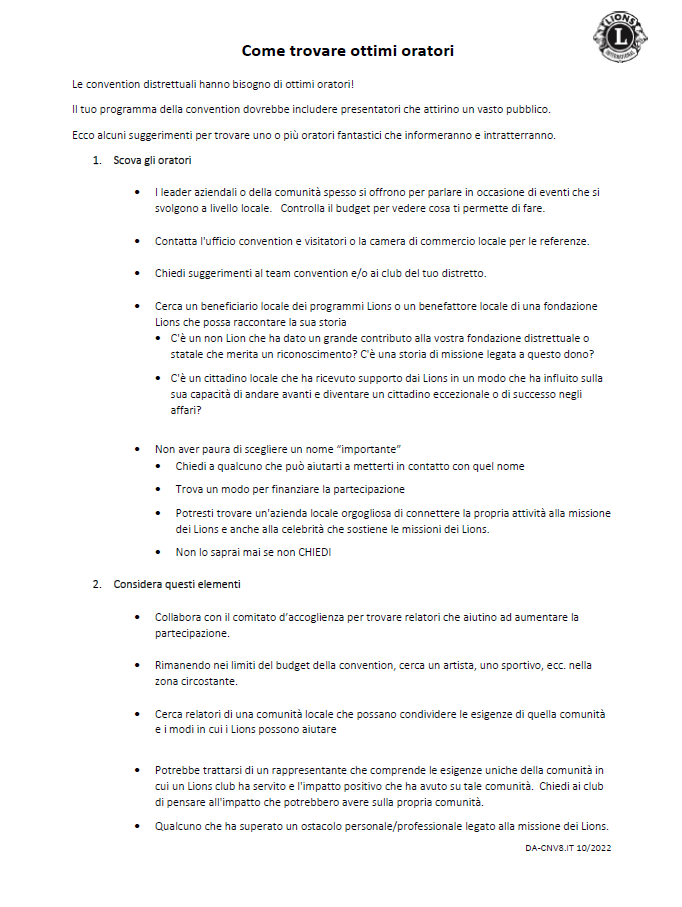 LIONS
L
INTERNATIONAL
Come trovare ottimi oratori
Le convention distrettuali hanno bisogno di ottimi oratori!
Il tuo programma della convention dovrebbe includere presentatori che attirino un vasto pubblico.
Ecco alcuni suggerimenti per trovare uno o più oratori fantastici che informeranno e intratterranno.
1. Scova gli oratori
• I leader aziendali o della comunità spesso si offrono per parlare in occasione di eventi che si
svolgono a livello locale. Controlla il budget per vedere cosa ti permette di fare.
• Contatta l'ufficio convention e visitatori o la camera di commercio locale per le referenze.
• Chiedi suggerimenti al team convention e/o ai club del tuo distretto.
• Cerca un beneficiario locale dei programmi Lions o un benefattore locale di una fondazione
Lions che possa raccontare la sua storia
• C'è un non Lion che ha dato un grande contributo alla vostra fondazione distrettuale o
statale che merita un riconoscimento? C'è una storia di missione legata a questo dono?
• C'è un cittadino locale che ha ricevuto supporto dai Lions in un modo che ha influito sulla
sua capacità di andare avanti e diventare un cittadino eccezionale o di successo negli
affari?
• Non aver paura di scegliere un nome “importante”
• Chiedi a qualcuno che può aiutarti a metterti in contatto con quel nome
• Trova un modo per finanziare la partecipazione
• Potresti trovare un'azienda locale orgogliosa di connettere la propria attività alla missione
dei Lions e anche alla celebrità che sostiene le missioni dei Lions.
• Non lo saprai mai se non CHIEDI
2. Considera questi elementi
• Collabora con il comitato d’accoglienza per trovare relatori che aiutino ad aumentare la
partecipazione.
• Rimanendo nei limiti del budget della convention, cerca un artista, uno sportivo, ecc. nella
zona circostante.
• Cerca relatori di una comunità locale che possano condividere le esigenze di quella comunità
e i modi in cui i Lions possono aiutare
• Potrebbe trattarsi di un rappresentante che comprende le esigenze uniche della comunità in
cui un Lions club ha servito e l'impatto positivo che ha avuto su tale comunità. Chiedi ai club
di pensare all'impatto che potrebbero avere sulla propria comunità.
• Qualcuno che ha superato un ostacolo personale/professionale legato alla missione dei Lions.
DA-CNV8.IT 10/2022